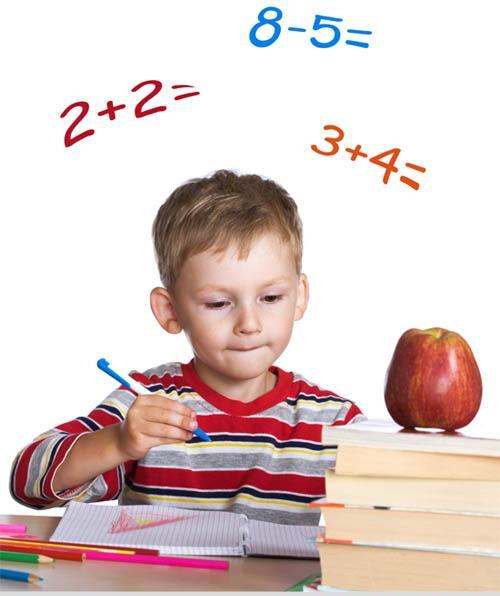 8-5=
2+2=
3+4=